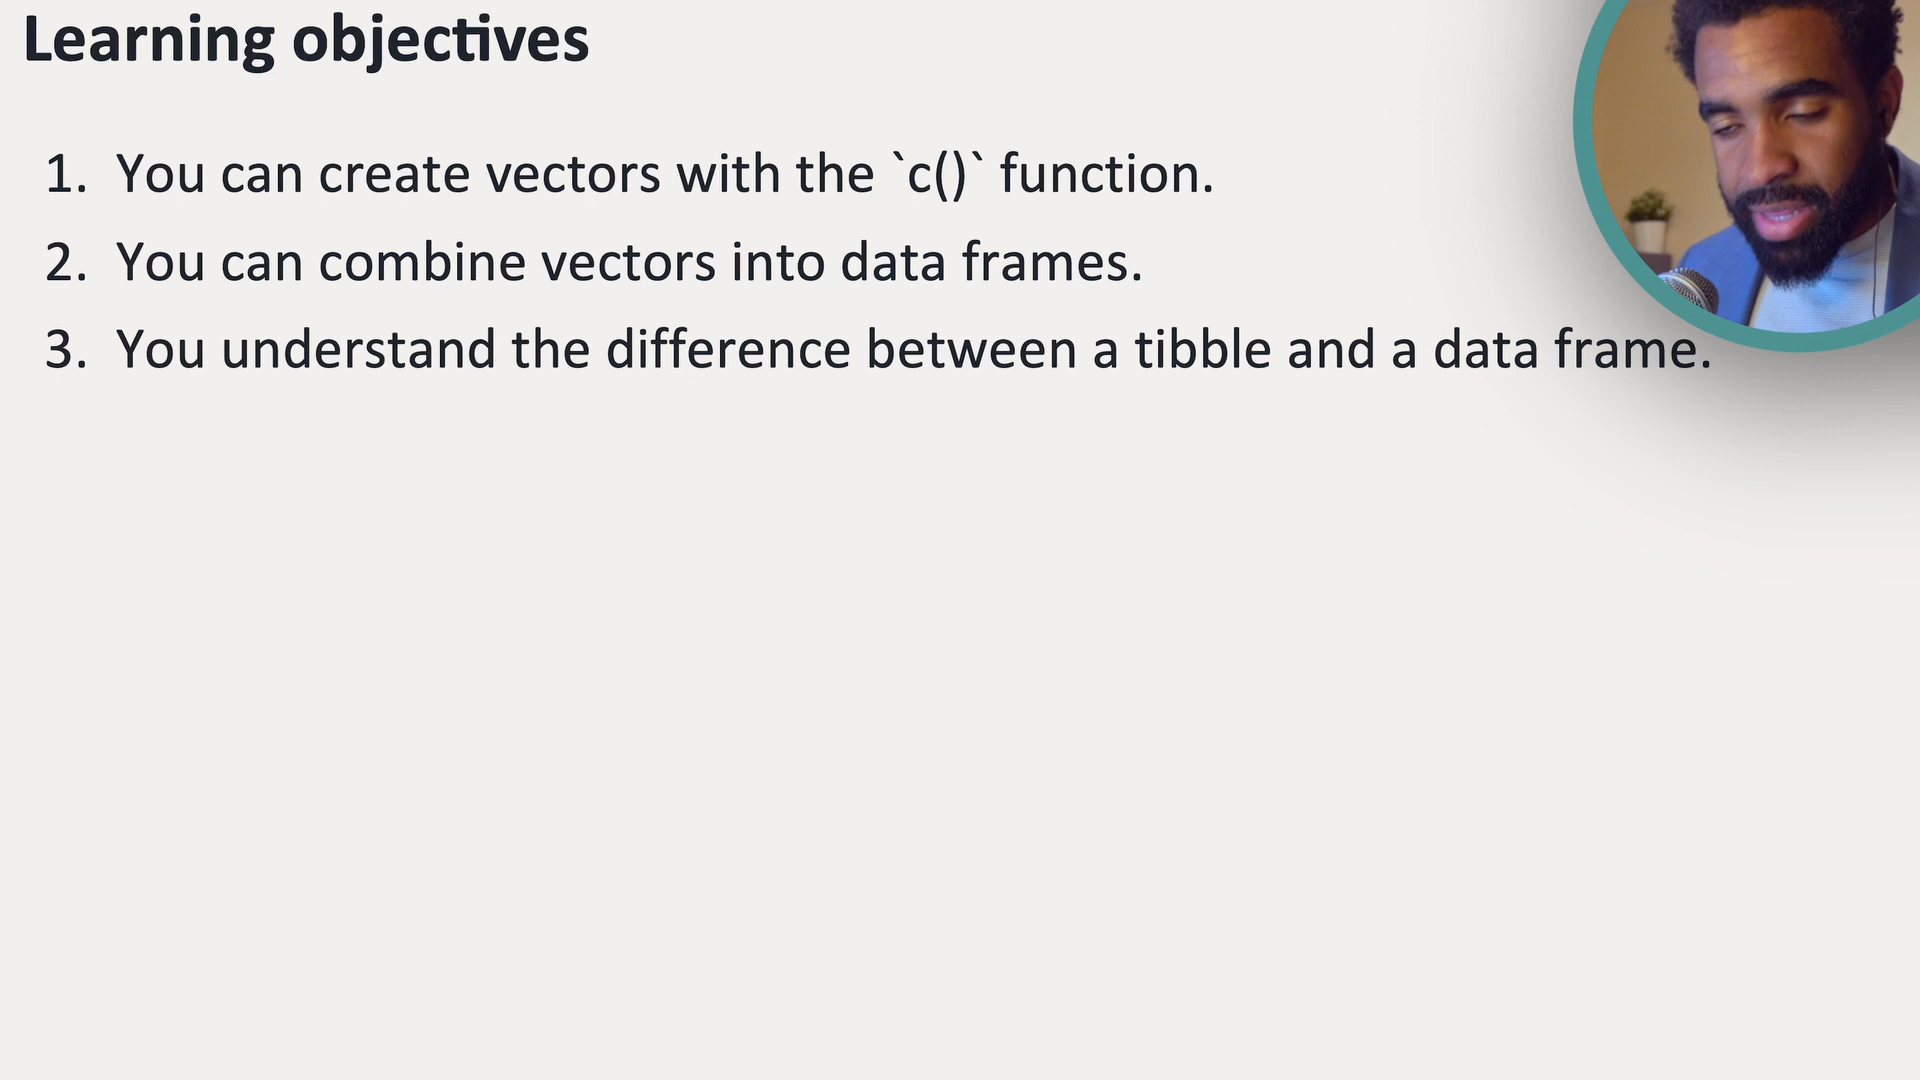 Learning objectives
1. You can create vectors with the `c()` function.
2. You can combine vectors into data frames.
3. You understand the difference between a tibble and a data frame.